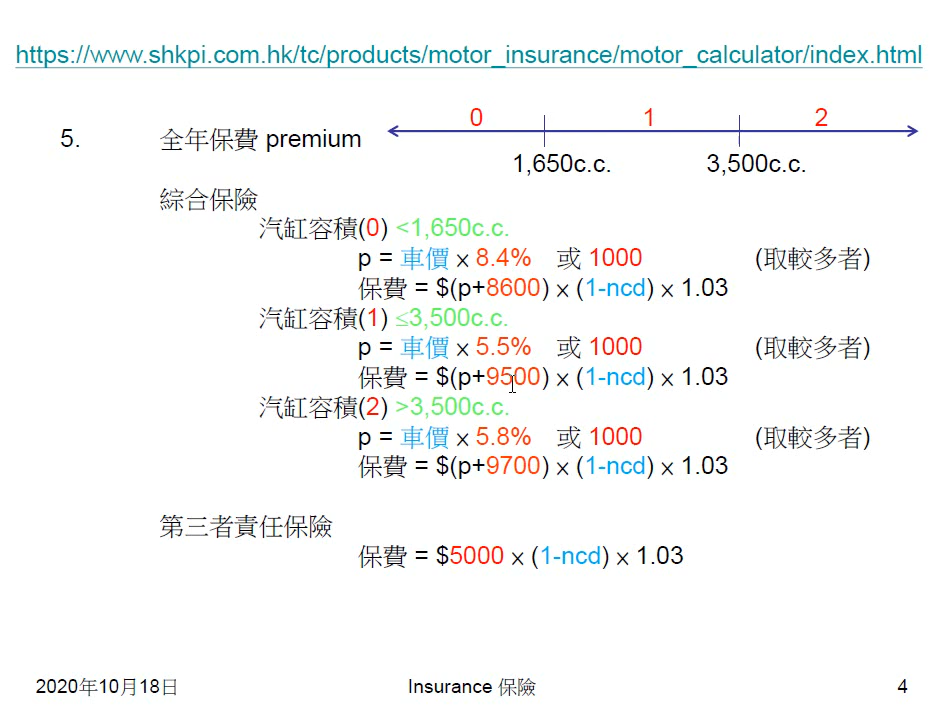 https://www.shkpi.com.hk/tc/products/motor_insurance/motor_calculator/index.html
0 1 2
5. 全年保費 premium
1,650c.c. 3,500c.c.
綜合保險
汽缸容積(0) <1,650c.c.
p = 車價 x 8.4% 或 1000 (取較多者)
保費 = $(p+8600) x (1-ncd) x 1.03
汽缸容積(1) ≤3,500c.c.
p = 車價 x 5.5% 或 1000 (取較多者)
保費 = $(p+9500) x (1-ncd) x 1.03
汽缸容積(2) >3,500c.c.
p = 車價 x 5.8% 或 1000 (取較多者)
保費 = $(p+9700) x (1-ncd) x 1.03
第三者責任保險
保費 = $5000 x (1-ncd) x 1.03
2020年10月18日 Insurance 保險 4